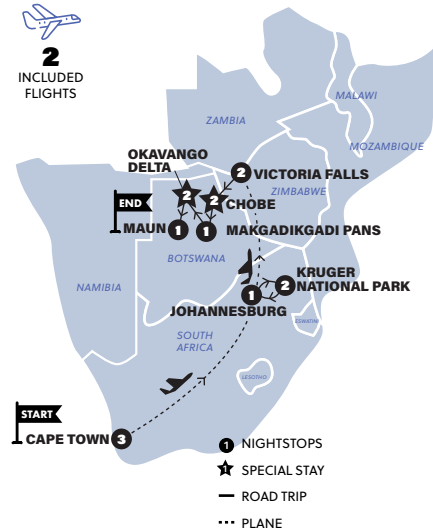 2
INCLUDED
FLIGHTS
MALAWI
ZAMBIA
MOZAMBIQUE
OKAVANGO
DELTA
2
2
VICTORIA FALLS
ZIMBABWE
2
CHOBE
END
MAUN
1
1
MAKGADIKGADI PANS
BOTSWANA
NAMIBIA
KRUGER
NATIONAL PARK
2
1
JOHANNESBURG
ESWATINI
SOUTH
AFRICA
LESOTHO
START
CAPE TOWN
3
1 NIGHTSTOPS
1 SPECIAL STAY
ROAD TRIP
PLANE